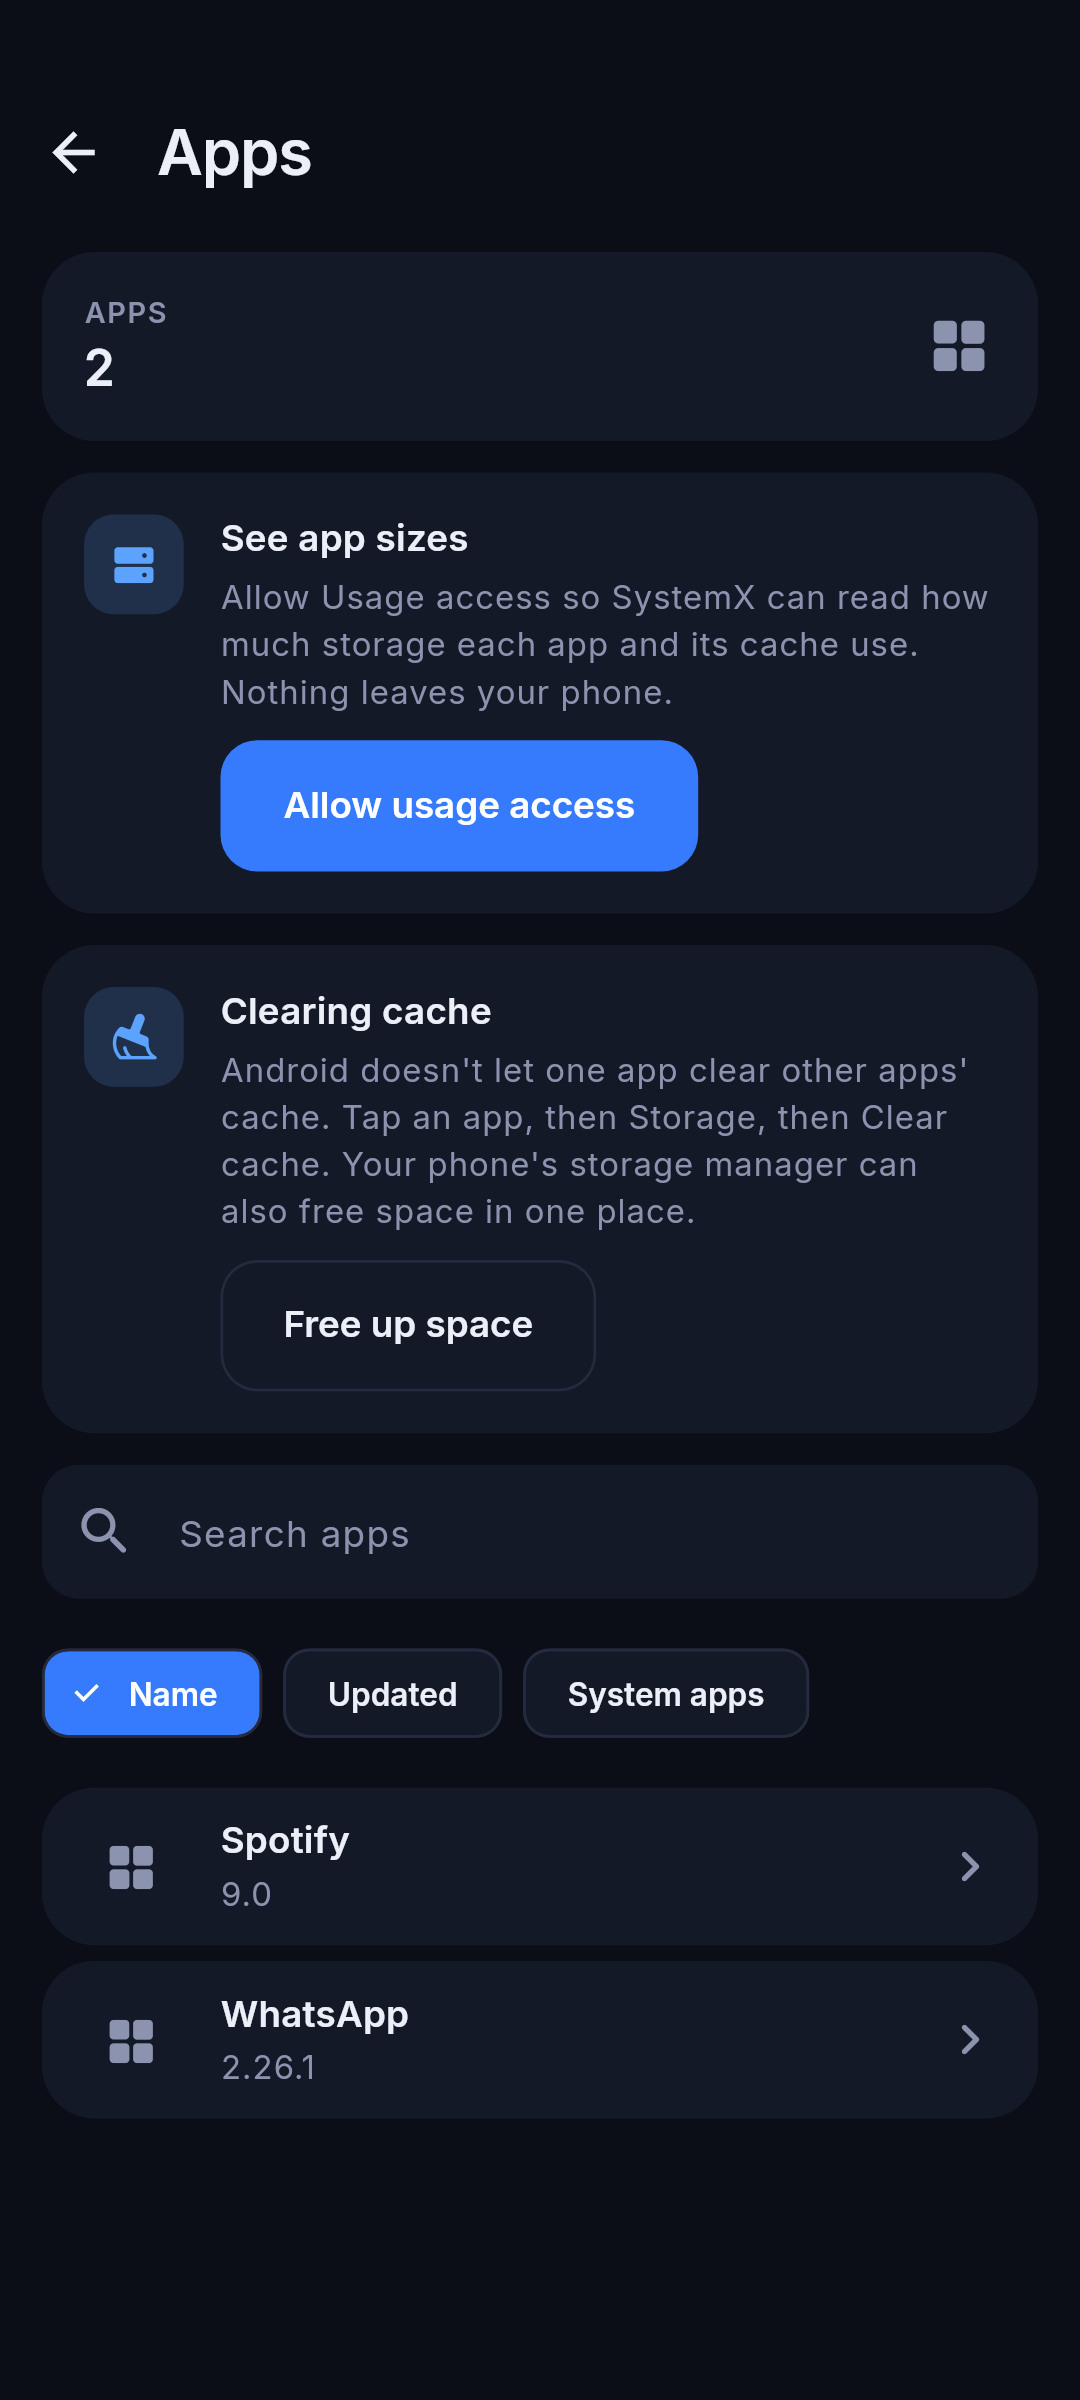 Apps
APPS
2
See app sizes
Allow Usage access so SystemX can read how
much storage each app and its cache use.
Nothing leaves your phone.
Allow usage access
Clearing cache
Android doesn't let one app clear other apps'
cache. Tap an app, then Storage, then Clear
cache. Your phone's storage manager can
also free space in one place.
Free up space
Search apps
Name
Updated
System apps
Spotify
9.0
WhatsApp
2.26.1